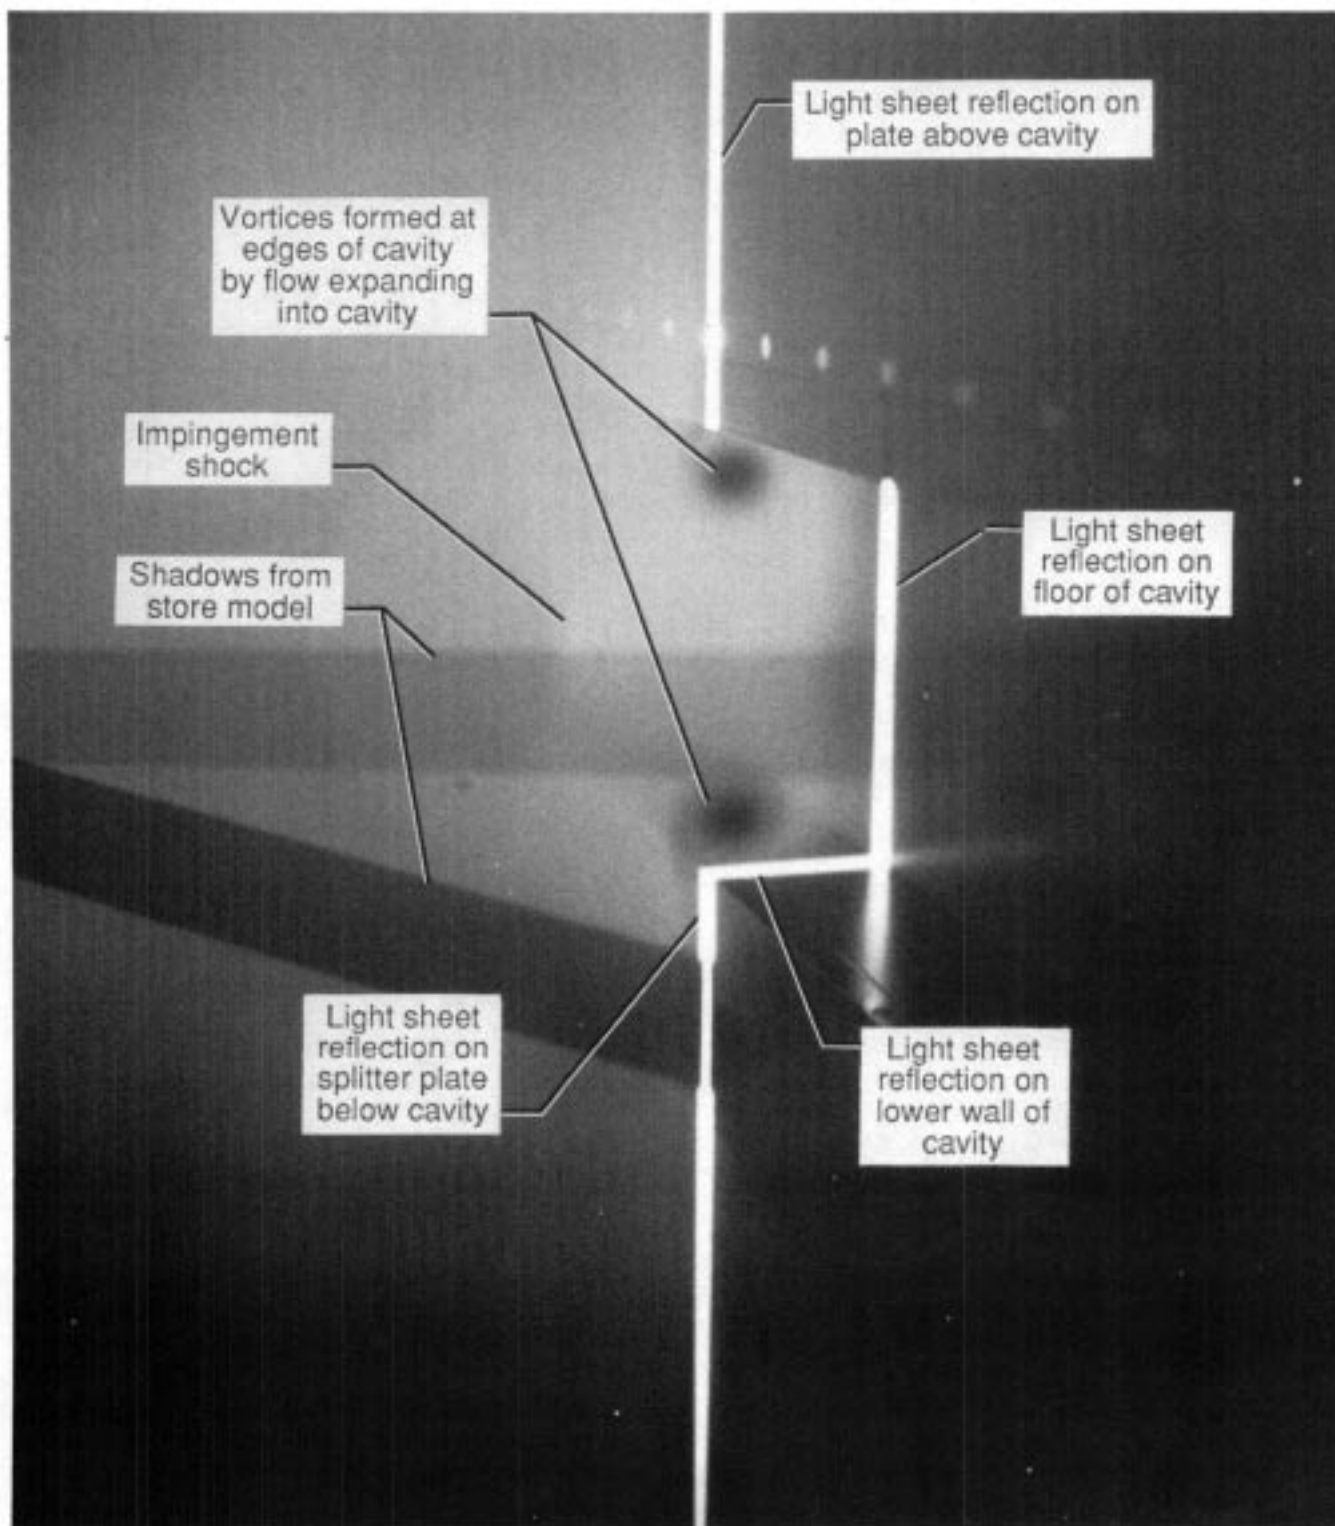 Light sheet reflection on
plate above cavity
Vortices formed at
edges of cavity
by flow expanding
into cavity
Impingement
shock
Shadows from
store model
Light sheet
reflection on
floor of cavity
Light sheet
reflection on
splitter plate
below cavity
Light sheet
reflection on
lower wall of
cavity